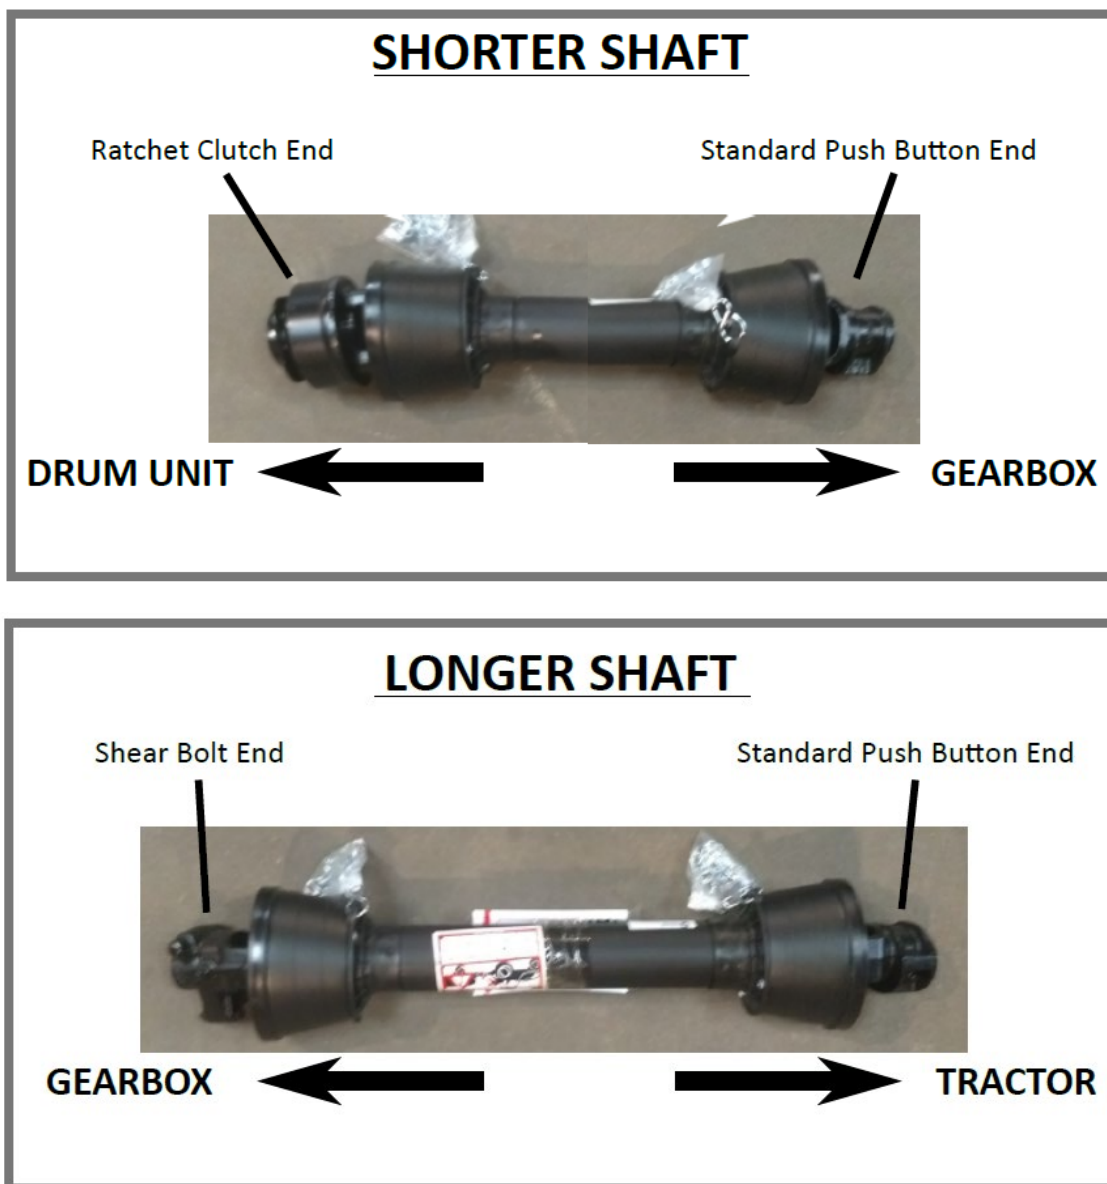 SHORTER SHAFT
Ratchet Clutch End
Standard Push Button End
DRUM UNIT
GEARBOX
LONGER SHAFT
Shear Bolt End
Standard Push Button End
GEARBOX
TRACTOR